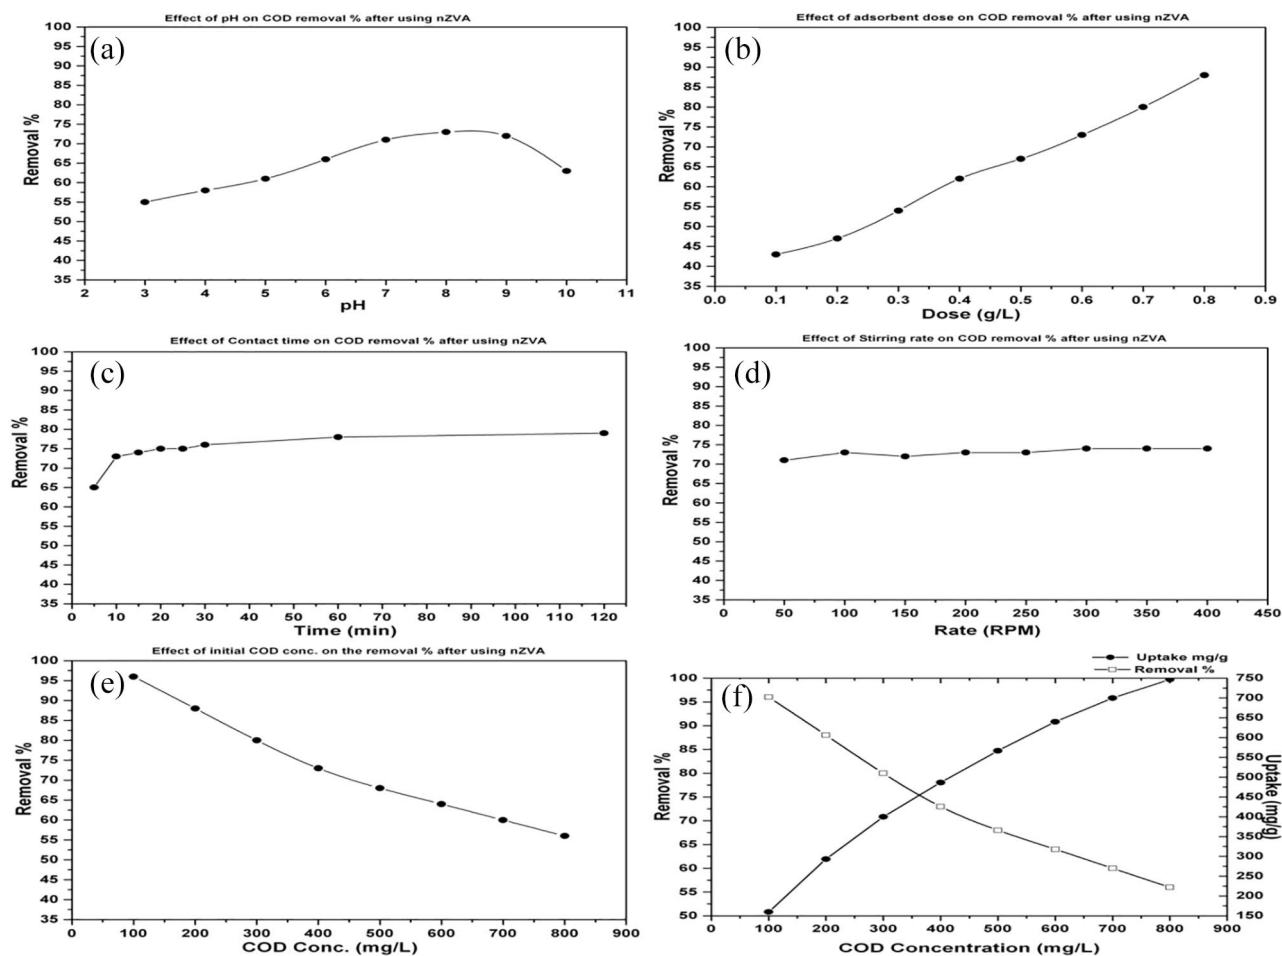 Effect of pH on COD removal % after using nZVA
(a)
100
95
90
85
80
75
70
65
60
55
50
45
40
35
Removal %
2 3 4 5 6 7 8 9 10 11
pH
Effect of adsorbent dose on COD removal % after using nZVA
(b)
100
95
90
85
80
75
70
65
60
55
50
45
40
35
Removal %
0.0 0.1 0.2 0.3 0.4 0.5 0.6 0.7 0.8 0.9
Dose (g/L)
Effect of Contact time on COD removal % after using nZVA
(c)
100
95
90
85
80
75
70
65
60
55
50
45
40
35
Removal %
0 10 20 30 40 50 60 70 80 90 100 110 120
Time (min)
Effect of Stirring rate on COD removal % after using nZVA
(d)
100
95
90
85
80
75
70
65
60
55
50
45
40
35
Removal %
0 50 100 150 200 250 300 350 400 450
Rate (RPM)
Effect of initial COD conc. on the removal % after using nZVA
(e)
100
95
90
85
80
75
70
65
60
55
50
45
40
35
Removal %
0 100 200 300 400 500 600 700 800 900
COD Conc. (mg/L)
Uptake mg/g
Removal %
(f)
100
95
90
85
80
75
70
65
60
55
50
Removal %
750
700
650
600
550
500
450
400
350
300
250
200
150
Uptake (mg/g)
0 100 200 300 400 500 600 700 800 900
COD Concentration (mg/L)